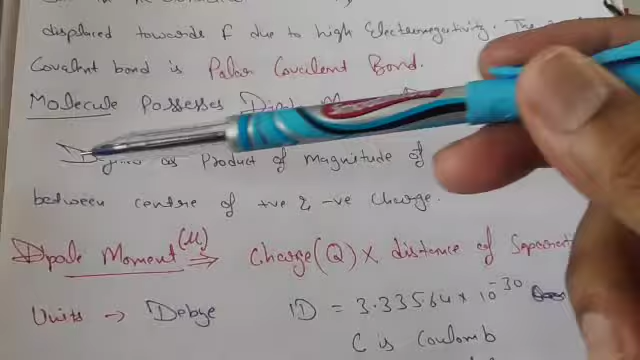 displaced towards F due to high Electronegativity. The
Covalent bond is Polar Covalent Bond.
Molecule Possesses
as Product of Magnitude of
between centre of +ve & -ve Charge.
Dipole Moment (μ) ⇒ Charge (Q) × distance of
Units → Debye 1D = 3.33564 × 10⁻³⁰
C is Coulomb